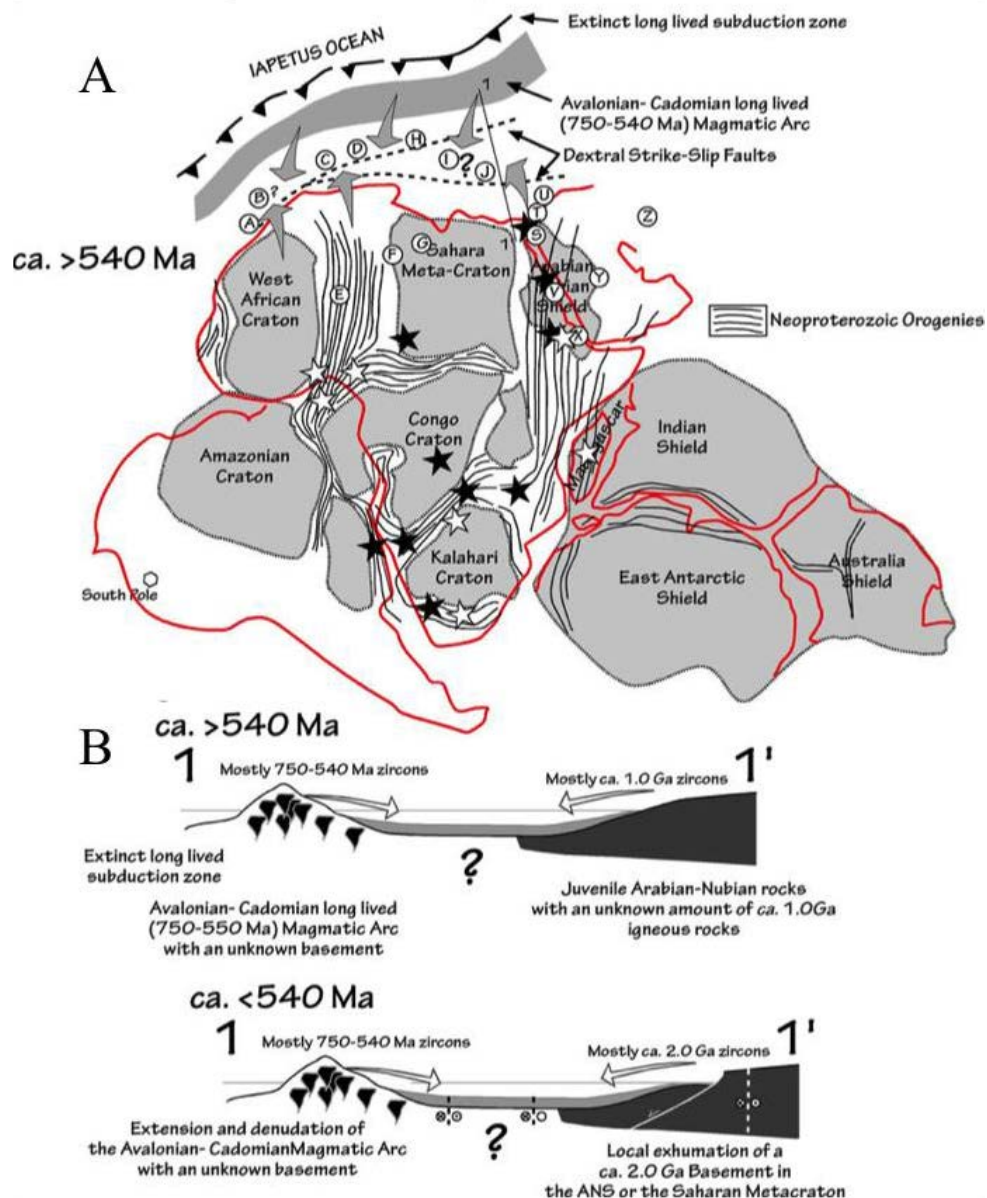 Extinct long lived
subduction zone
IAPETUS OCEAN
A
1
Avalonian- Cadomian long lived
(750-540 Ma) Magmatic Arc
Dextral Strike-Slip Faults
H
D
C
I ?
J
B ?
A
U
T
S
Z
ca. >540 Ma
West
African
Craton
E
F
G
Sahara
Meta-Craton
1
Arabian
Shield
V
Y
X
Neoproterozoic Orogenies
Congo
Craton
Amazonian
Craton
Indian
Shield
Kalahari
Craton
East Antarctic
Shield
Australia
Shield
South Pole
B
ca. >540 Ma
1
Mostly 750-540 Ma zircons
Mostly ca. 1.0 Ga zircons
1'
Extinct long lived
subduction zone
?
Avalonian- Cadomian long lived
(750-550 Ma) Magmatic Arc
with an unknown basement
Juvenile Arabian-Nubian rocks
with an unknown amount of ca. 1.0Ga
igneous rocks
ca. <540 Ma
1
Mostly 750-540 Ma zircons
Mostly ca. 2.0 Ga zircons
1'
Extension and denudation of
the Avalonian- CadomianMagmatic Arc
with an unknown basement
?
Local exhumation of a
ca. 2.0 Ga Basement in
the ANS or the Saharan Metacraton